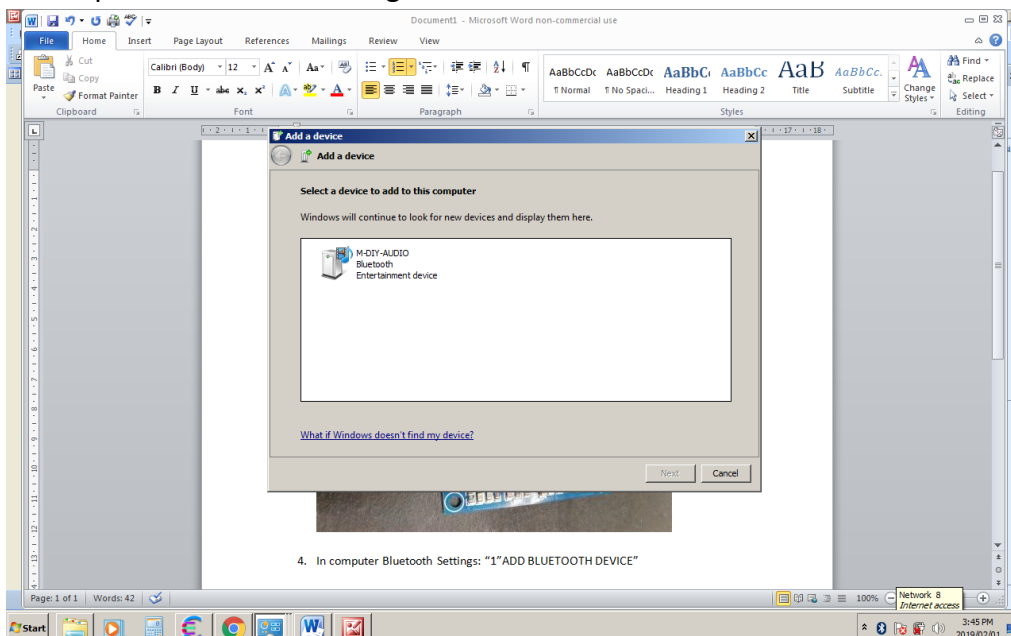 Document1 - Microsoft Word non-commercial use
File Home Insert Page Layout References Mailings Review View
Cut
Copy
Paste
Format Painter
Clipboard
Calibri (Body) 12
Font
Paragraph
AaBbCcDc AaBbCcDc AaBbC AaBbCc AaB AaBbCc.
¶ Normal ¶ No Spaci... Heading 1 Heading 2 Title Subtitle
Change Styles
Styles
Find
Replace
Select
Editing
Add a device
Add a device
Select a device to add to this computer
Windows will continue to look for new devices and display them here.
M-DIY-AUDIO
Bluetooth
Entertainment device
What if Windows doesn't find my device?
Next Cancel
4. In computer Bluetooth Settings: “1”ADD BLUETOOTH DEVICE”
Page: 1 of 1 Words: 42
100%
Network 8
Internet access
Start
3:45 PM
2019/02/01